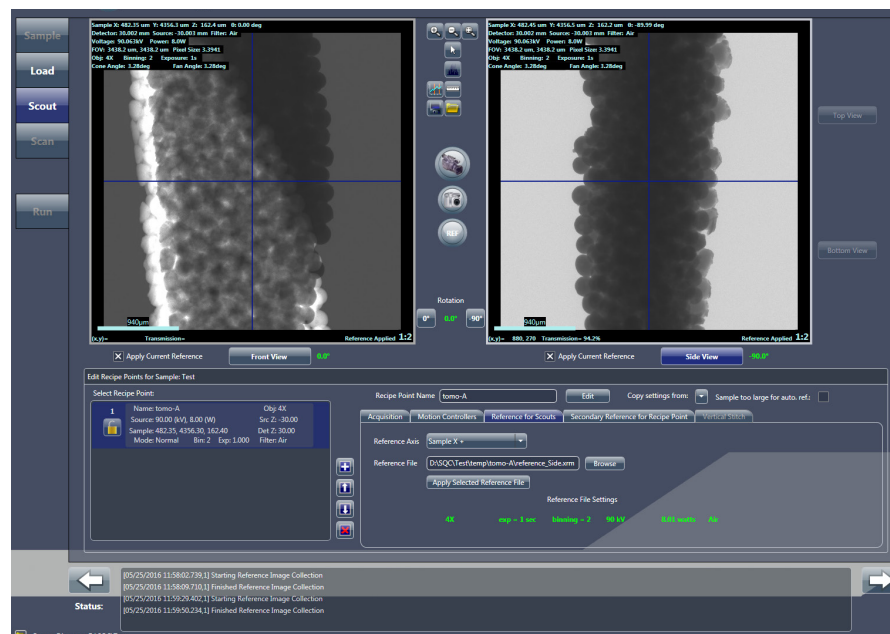 Sample
Load
Scout
Scan
Run
Sample X: 482.35 um Y: 4356.3 um Z: 162.4 um θ: 0.00 deg
Detector: 30.002 mm Source: -30.003 mm Filter: Air
Voltage: 90.063kV Power: 8.0W
FOV: 3438.2 um, 3438.2 um Pixel Size: 3.3941
Obj: 4X Binning: 2 Exposure: 1s
Cone Angle: 3.28deg Fan Angle: 3.28deg
940µm
(x,y)= Transmission= Reference Applied 1:2
REF
Rotation
0° 0.0° -90°
Sample X: 482.45 um Y: 4356.5 um Z: 162.2 um θ: -89.99 deg
Detector: 30.002 mm Source: -30.003 mm Filter: Air
Voltage: 90.063kV Power: 8.0W
FOV: 3438.2 um, 3438.2 um Pixel Size: 3.3941
Obj: 4X Binning: 2 Exposure: 1s
Cone Angle: 3.28deg Fan Angle: 3.28deg
940µm
(x,y)= 880, 270 Transmission= 94.2% Reference Applied 1:2
Top View
Bottom View
Apply Current Reference Front View 0.0°
Apply Current Reference Side View -90.0°
Edit Recipe Points for Sample: Test
Select Recipe Point:
1 Name: tomo-A Obj: 4X
Source: 90.00 (kV), 8.00 (W) Src Z: -30.00
Sample: 482.35, 4356.30, 162.40 Det Z: 30.00
Mode: Normal Bin: 2 Exp: 1.000 Filter: Air
Recipe Point Name tomo-A Edit Copy settings from: Sample too large for auto. ref.:
Acquisition Motion Controllers Reference for Scouts Secondary Reference for Recipe Point Vertical Stitch
Reference Axis Sample X +
Reference File D:\SQC\Test\temp\tomo-A\reference_Side.xrm Browse
Apply Selected Reference File
Reference File Settings
4X exp = 1 sec binning = 2 90 kV 8.01 watts Air
Status:
[05/25/2016 11:58:02.739,1] Starting Reference Image Collection
[05/25/2016 11:58:09.710,1] Finished Reference Image Collection
[05/25/2016 11:59:29.402,1] Starting Reference Image Collection
[05/25/2016 11:59:50.234,1] Finished Reference Image Collection